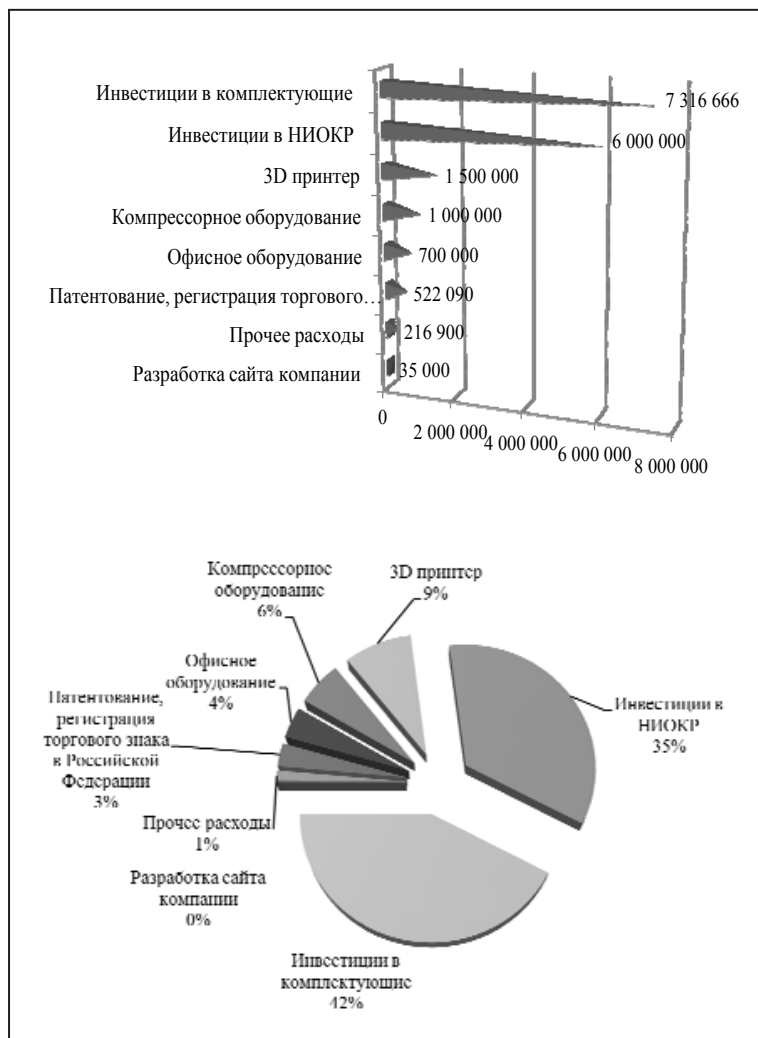 Инвестиции в комплектующие
7 316 666
Инвестиции в НИОКР
6 000 000
3D принтер
1 500 000
Компрессорное оборудование
1 000 000
Офисное оборудование
700 000
Патентование, регистрация торгового…
522 090
Прочее расходы
216 900
Разработка сайта компании
35 000
0
2 000 000
4 000 000
6 000 000
8 000 000
Компрессорное
оборудование
6%
3D принтер
9%
Офисное
оборудование
4%
Патентование,
регистрация
торгового знака
в Российской
Федерации
3%
Инвестиции в
НИОКР
35%
Прочее расходы
1%
Разработка сайта
компании
0%
Инвестиции в
комплектующие
42%